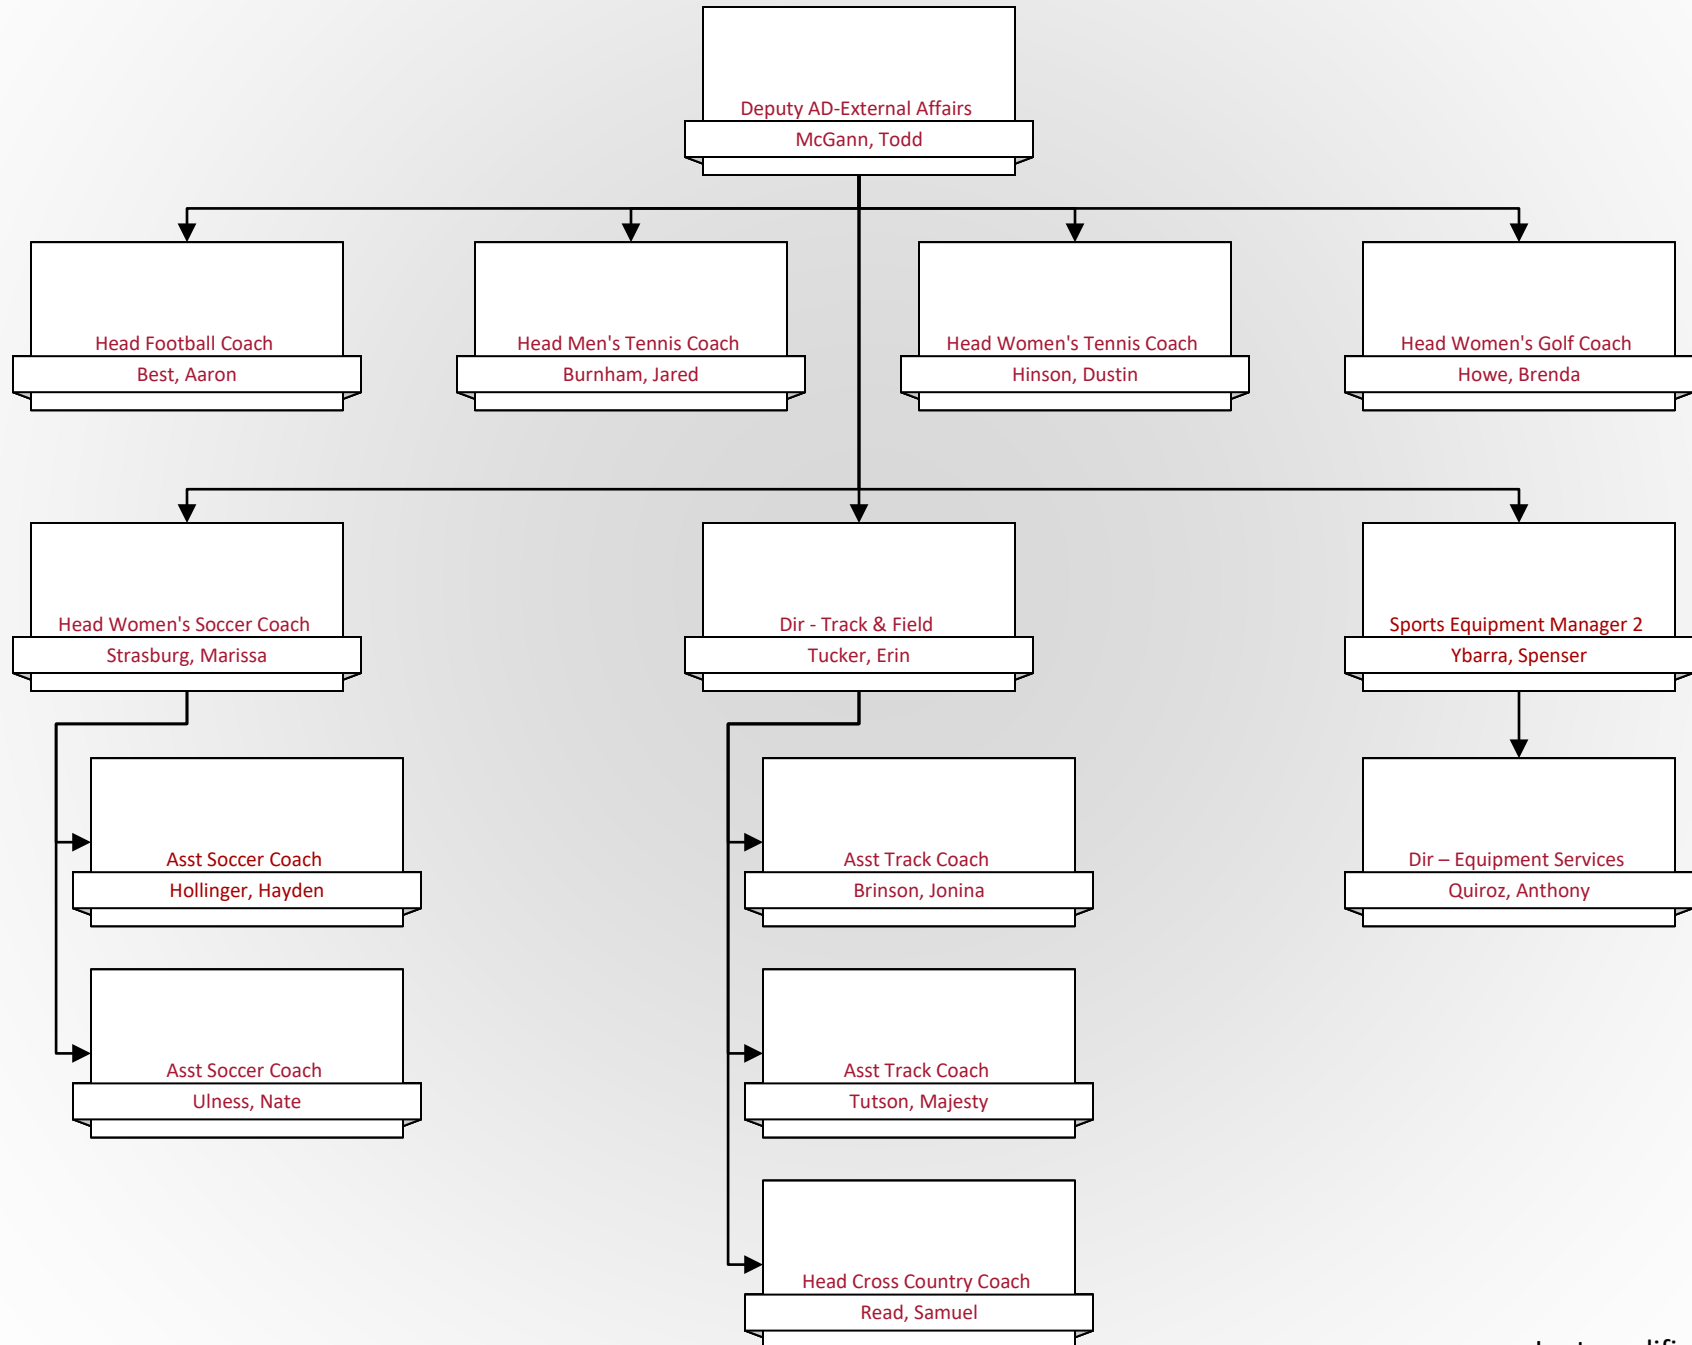 Deputy AD-External Affairs
McGann, Todd
Head Football Coach
Best, Aaron
Head Men's Tennis Coach
Burnham, Jared
Head Women's Tennis Coach
Hinson, Dustin
Head Women's Golf Coach
Howe, Brenda
Head Women's Soccer Coach
Strasburg, Marissa
Dir - Track & Field
Tucker, Erin
Sports Equipment Manager 2
Ybarra, Spenser
Asst Soccer Coach
Hollinger, Hayden
Asst Track Coach
Brinson, Jonina
Dir – Equipment Services
Quiroz, Anthony
Asst Soccer Coach
Ulness, Nate
Asst Track Coach
Tutson, Majesty
Head Cross Country Coach
Read, Samuel